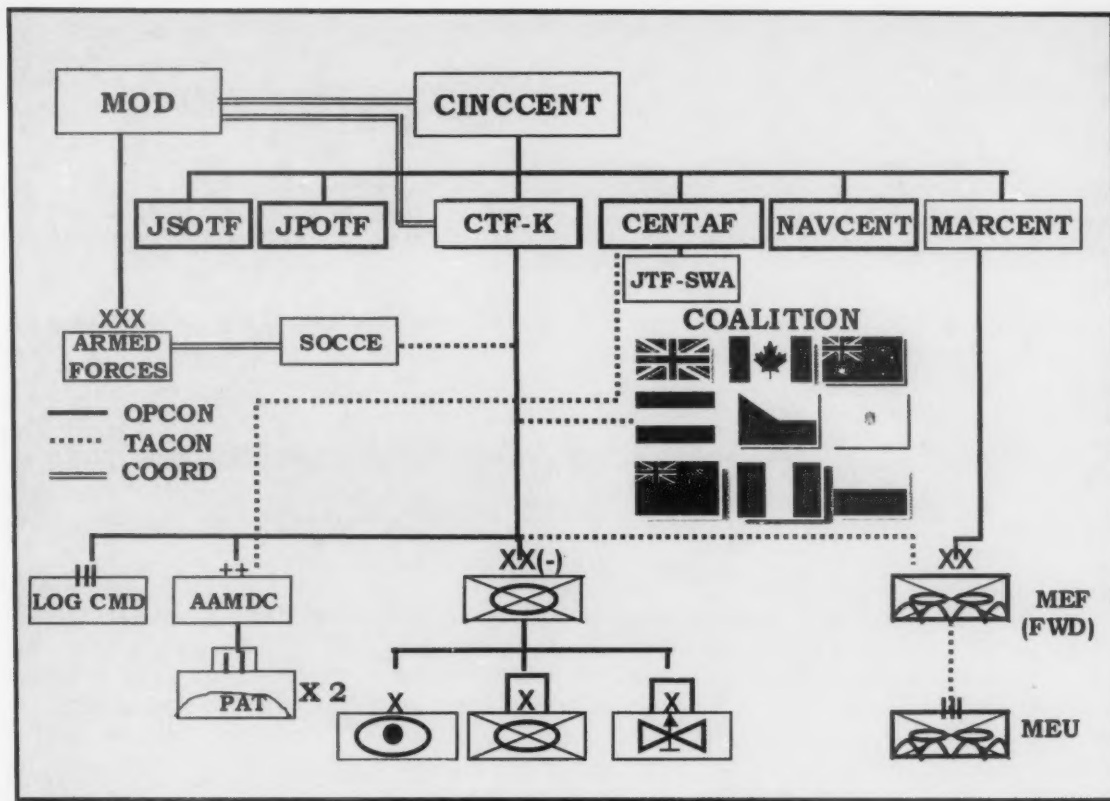 MOD
CINCCENT
JSOTF
JPOTF
CTF-K
CENTAF
NAVCENT
MARCENT
JTF-SWA
XXX
ARMED
FORCES
SOCCE
COALITION
OPCON
TACON
COORD
III
LOG CMD
++
AAMDC
XX(-)
XX
MEF
(FWD)
II
PAT
X 2
X
X
X
III
MEU